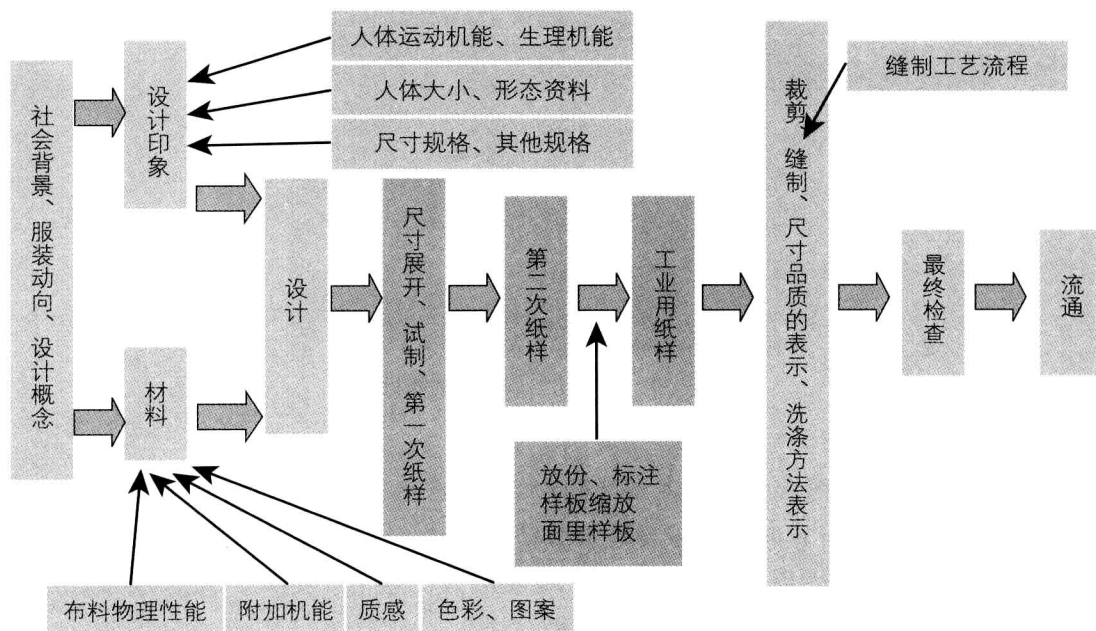 社会背景、服装动向、设计概念
设计印象
人体运动机能、生理机能
人体大小、形态资料
尺寸规格、其他规格
材料
布料物理性能
附加机能
质感
色彩、图案
设计
尺寸展开、试制、第一次纸样
第二次纸样
放份、标注
样板缩放
面里样板
工业用纸样
裁剪、缝制、尺寸品质的表示、洗涤方法表示
缝制工艺流程
最终检查
流通